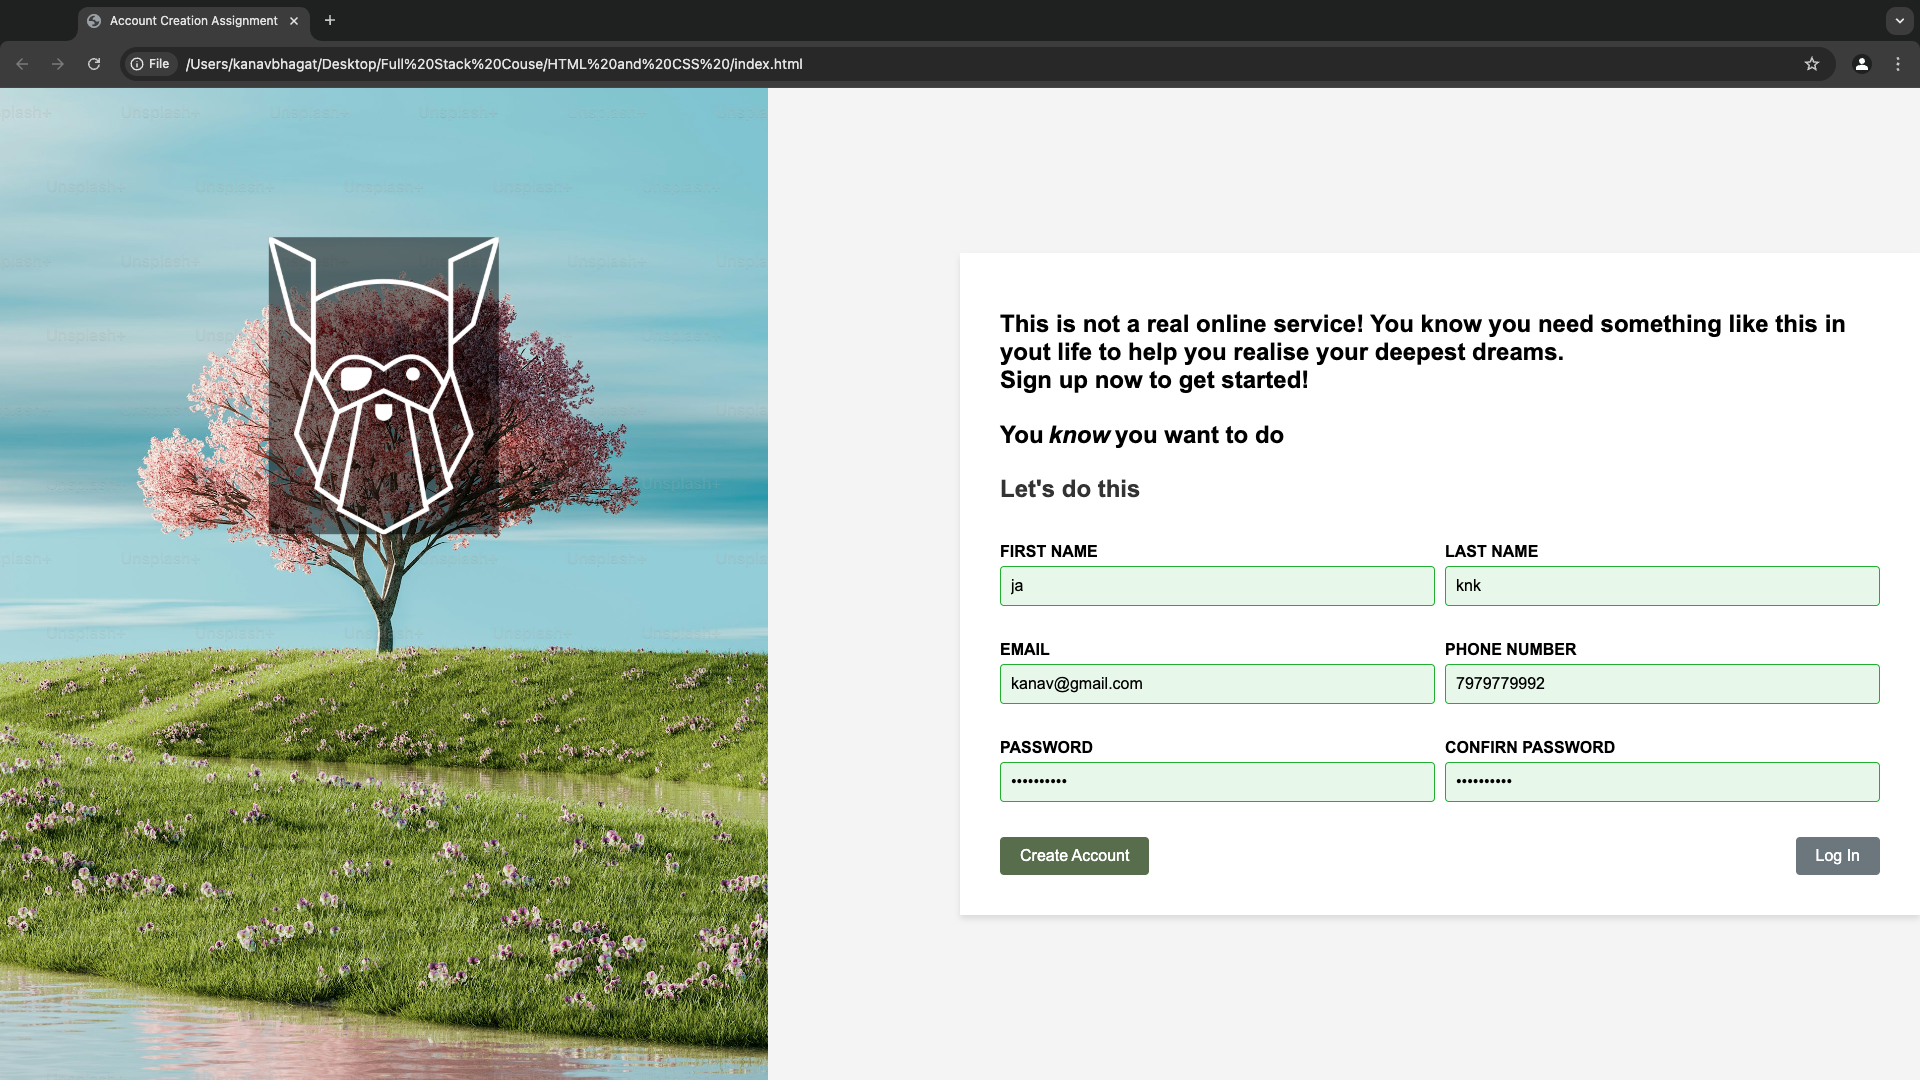 Account Creation Assignment
File /Users/kanavbhagat/Desktop/Full%20Stack%20Couse/HTML%20and%20CSS%20/index.html
Unsplash+
This is not a real online service! You know you need something like this in
yout life to help you realise your deepest dreams.
Sign up now to get started!
You know you want to do
Let's do this
FIRST NAME
ja
LAST NAME
knk
EMAIL
kanav@gmail.com
PHONE NUMBER
7979779992
PASSWORD
••••••••••
CONFIRN PASSWORD
••••••••••
Create Account
Log In